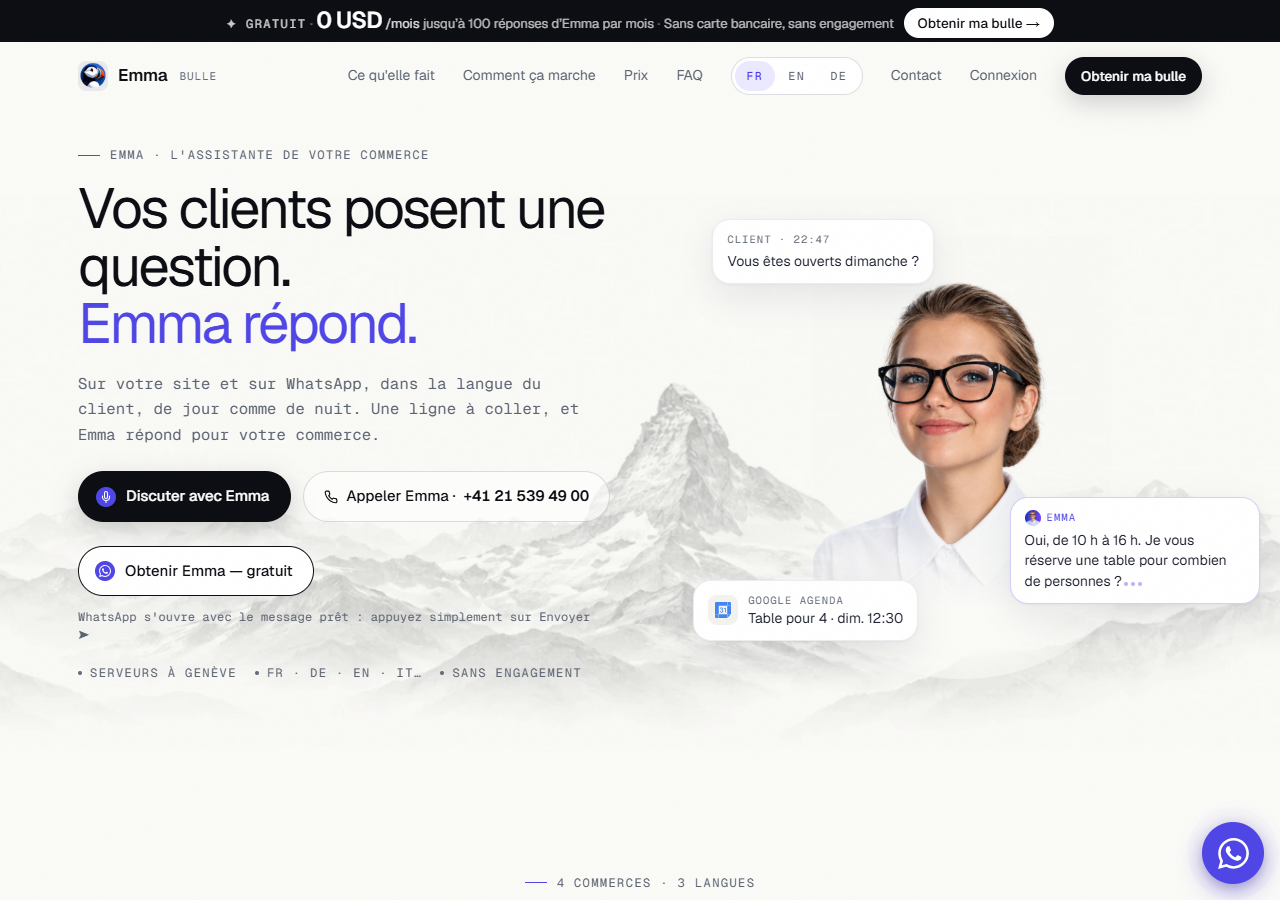 ✦ GRATUIT · 0 USD /mois jusqu'à 100 réponses d'Emma par mois · Sans carte bancaire, sans engagement Obtenir ma bulle →
Emma BULLE Ce qu'elle fait Comment ça marche Prix FAQ FR EN DE Contact Connexion Obtenir ma bulle
EMMA · L'ASSISTANTE DE VOTRE COMMERCE
Vos clients posent une
question.
Emma répond.
Sur votre site et sur WhatsApp, dans la langue du
client, de jour comme de nuit. Une ligne à coller, et
Emma répond pour votre commerce.
Discuter avec Emma
Appeler Emma · +41 21 539 49 00
Obtenir Emma — gratuit
WhatsApp s'ouvre avec le message prêt : appuyez simplement sur Envoyer
➤
• SERVEURS À GENÈVE • FR · DE · EN · IT… • SANS ENGAGEMENT
CLIENT · 22:47
Vous êtes ouverts dimanche ?
EMMA
Oui, de 10 h à 16 h. Je vous
réserve une table pour combien
de personnes ?
31
GOOGLE AGENDA
Table pour 4 · dim. 12:30
4 COMMERCES · 3 LANGUES